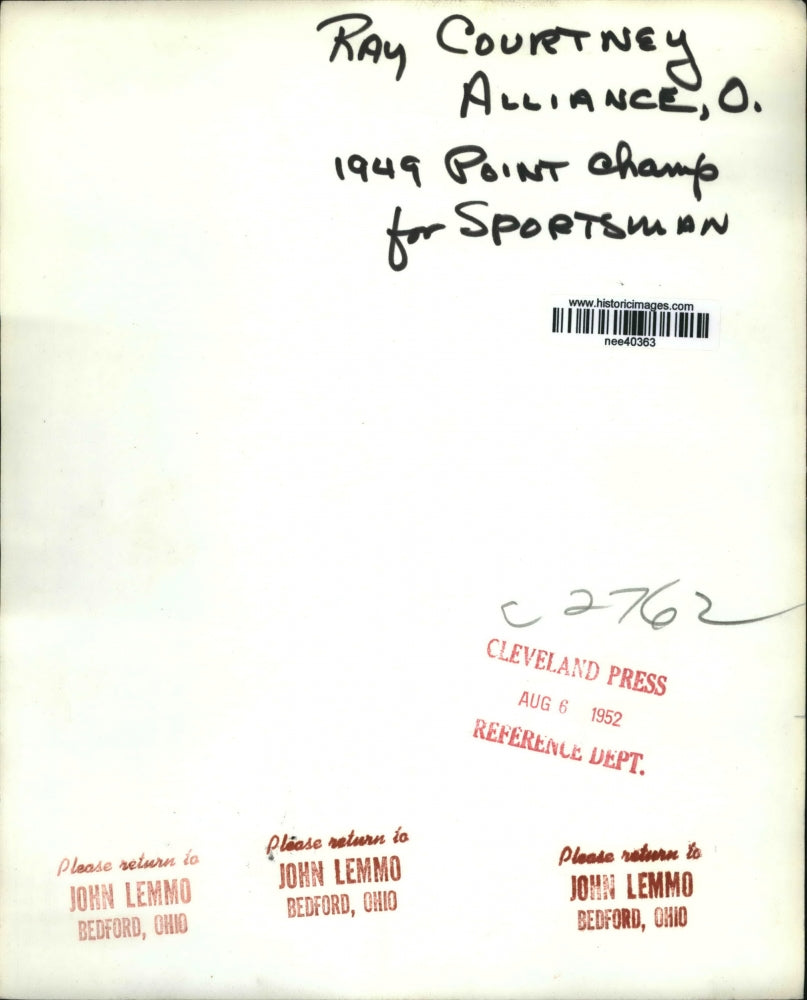 Ray Courtney
Alliance, O.
1949 Point Champ
for Sportsman
www.historicimages.com
nee40363
c 2762
CLEVELAND PRESS
AUG 6 1952
REFERENCE DEPT.
Please return to
JOHN LEMMO
BEDFORD, OHIO
Please return to
JOHN LEMMO
BEDFORD, OHIO
Please return to
JOHN LEMMO
BEDFORD, OHIO